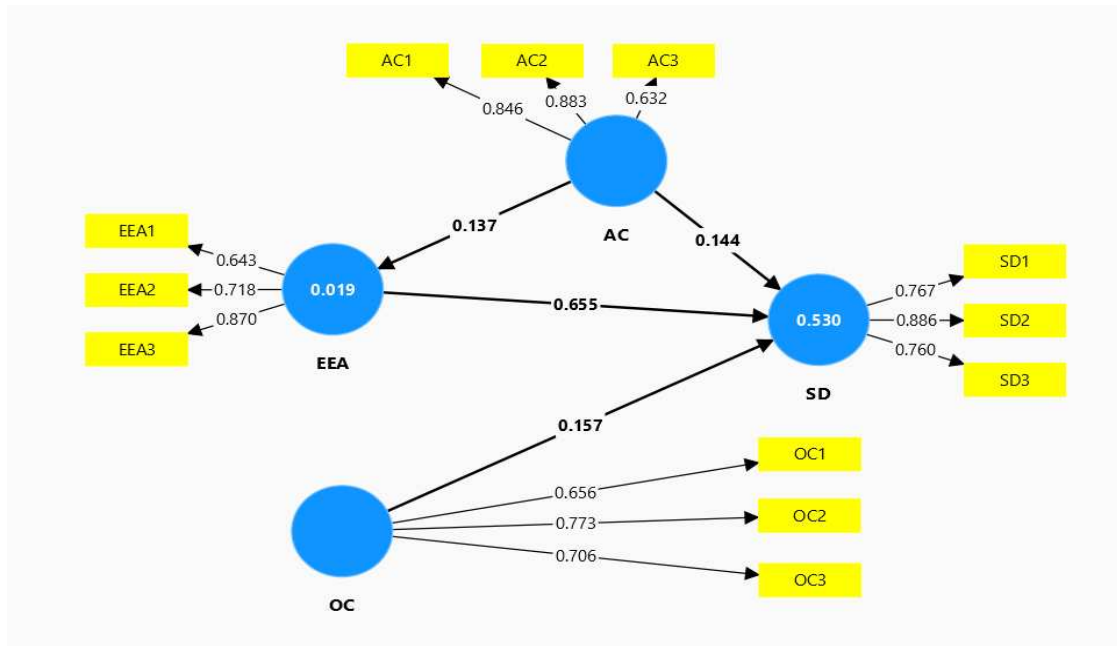 AC1
AC2
AC3
0.846
0.883
0.632
AC
0.137
0.144
EEA1
EEA2
EEA3
0.643
0.718
0.870
0.019
EEA
0.655
0.530
SD
0.767
0.886
0.760
SD1
SD2
SD3
0.157
OC
0.656
0.773
0.706
OC1
OC2
OC3